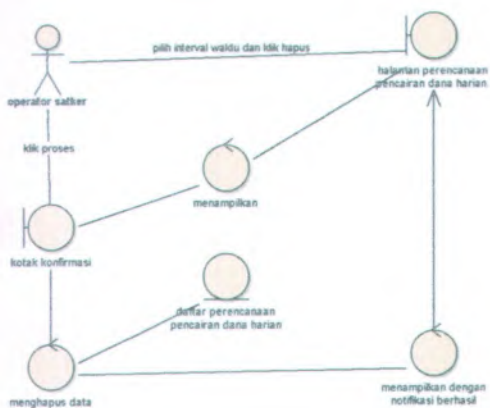 pilih interval waktu dan klik hapus
operator satker
halaman perencanaan
pencairan dana harian
klik proses
menampilkan
kotak konfirmasi
daftar perencanaan
pencairan dana harian
menghapus data
menampilkan dengan
notifikasi berhasil